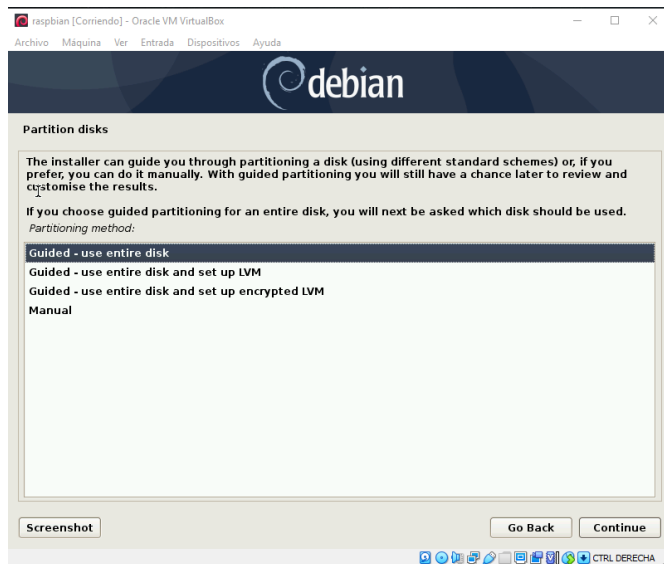 raspbian [Corriendo] - Oracle VM VirtualBox
Archivo Máquina Ver Entrada Dispositivos Ayuda
debian
Partition disks
The installer can guide you through partitioning a disk (using different standard schemes) or, if you
prefer, you can do it manually. With guided partitioning you will still have a chance later to review and
customise the results.
If you choose guided partitioning for an entire disk, you will next be asked which disk should be used.
Partitioning method:
Guided - use entire disk
Guided - use entire disk and set up LVM
Guided - use entire disk and set up encrypted LVM
Manual
Screenshot
Go Back
Continue
CTRL DERECHA